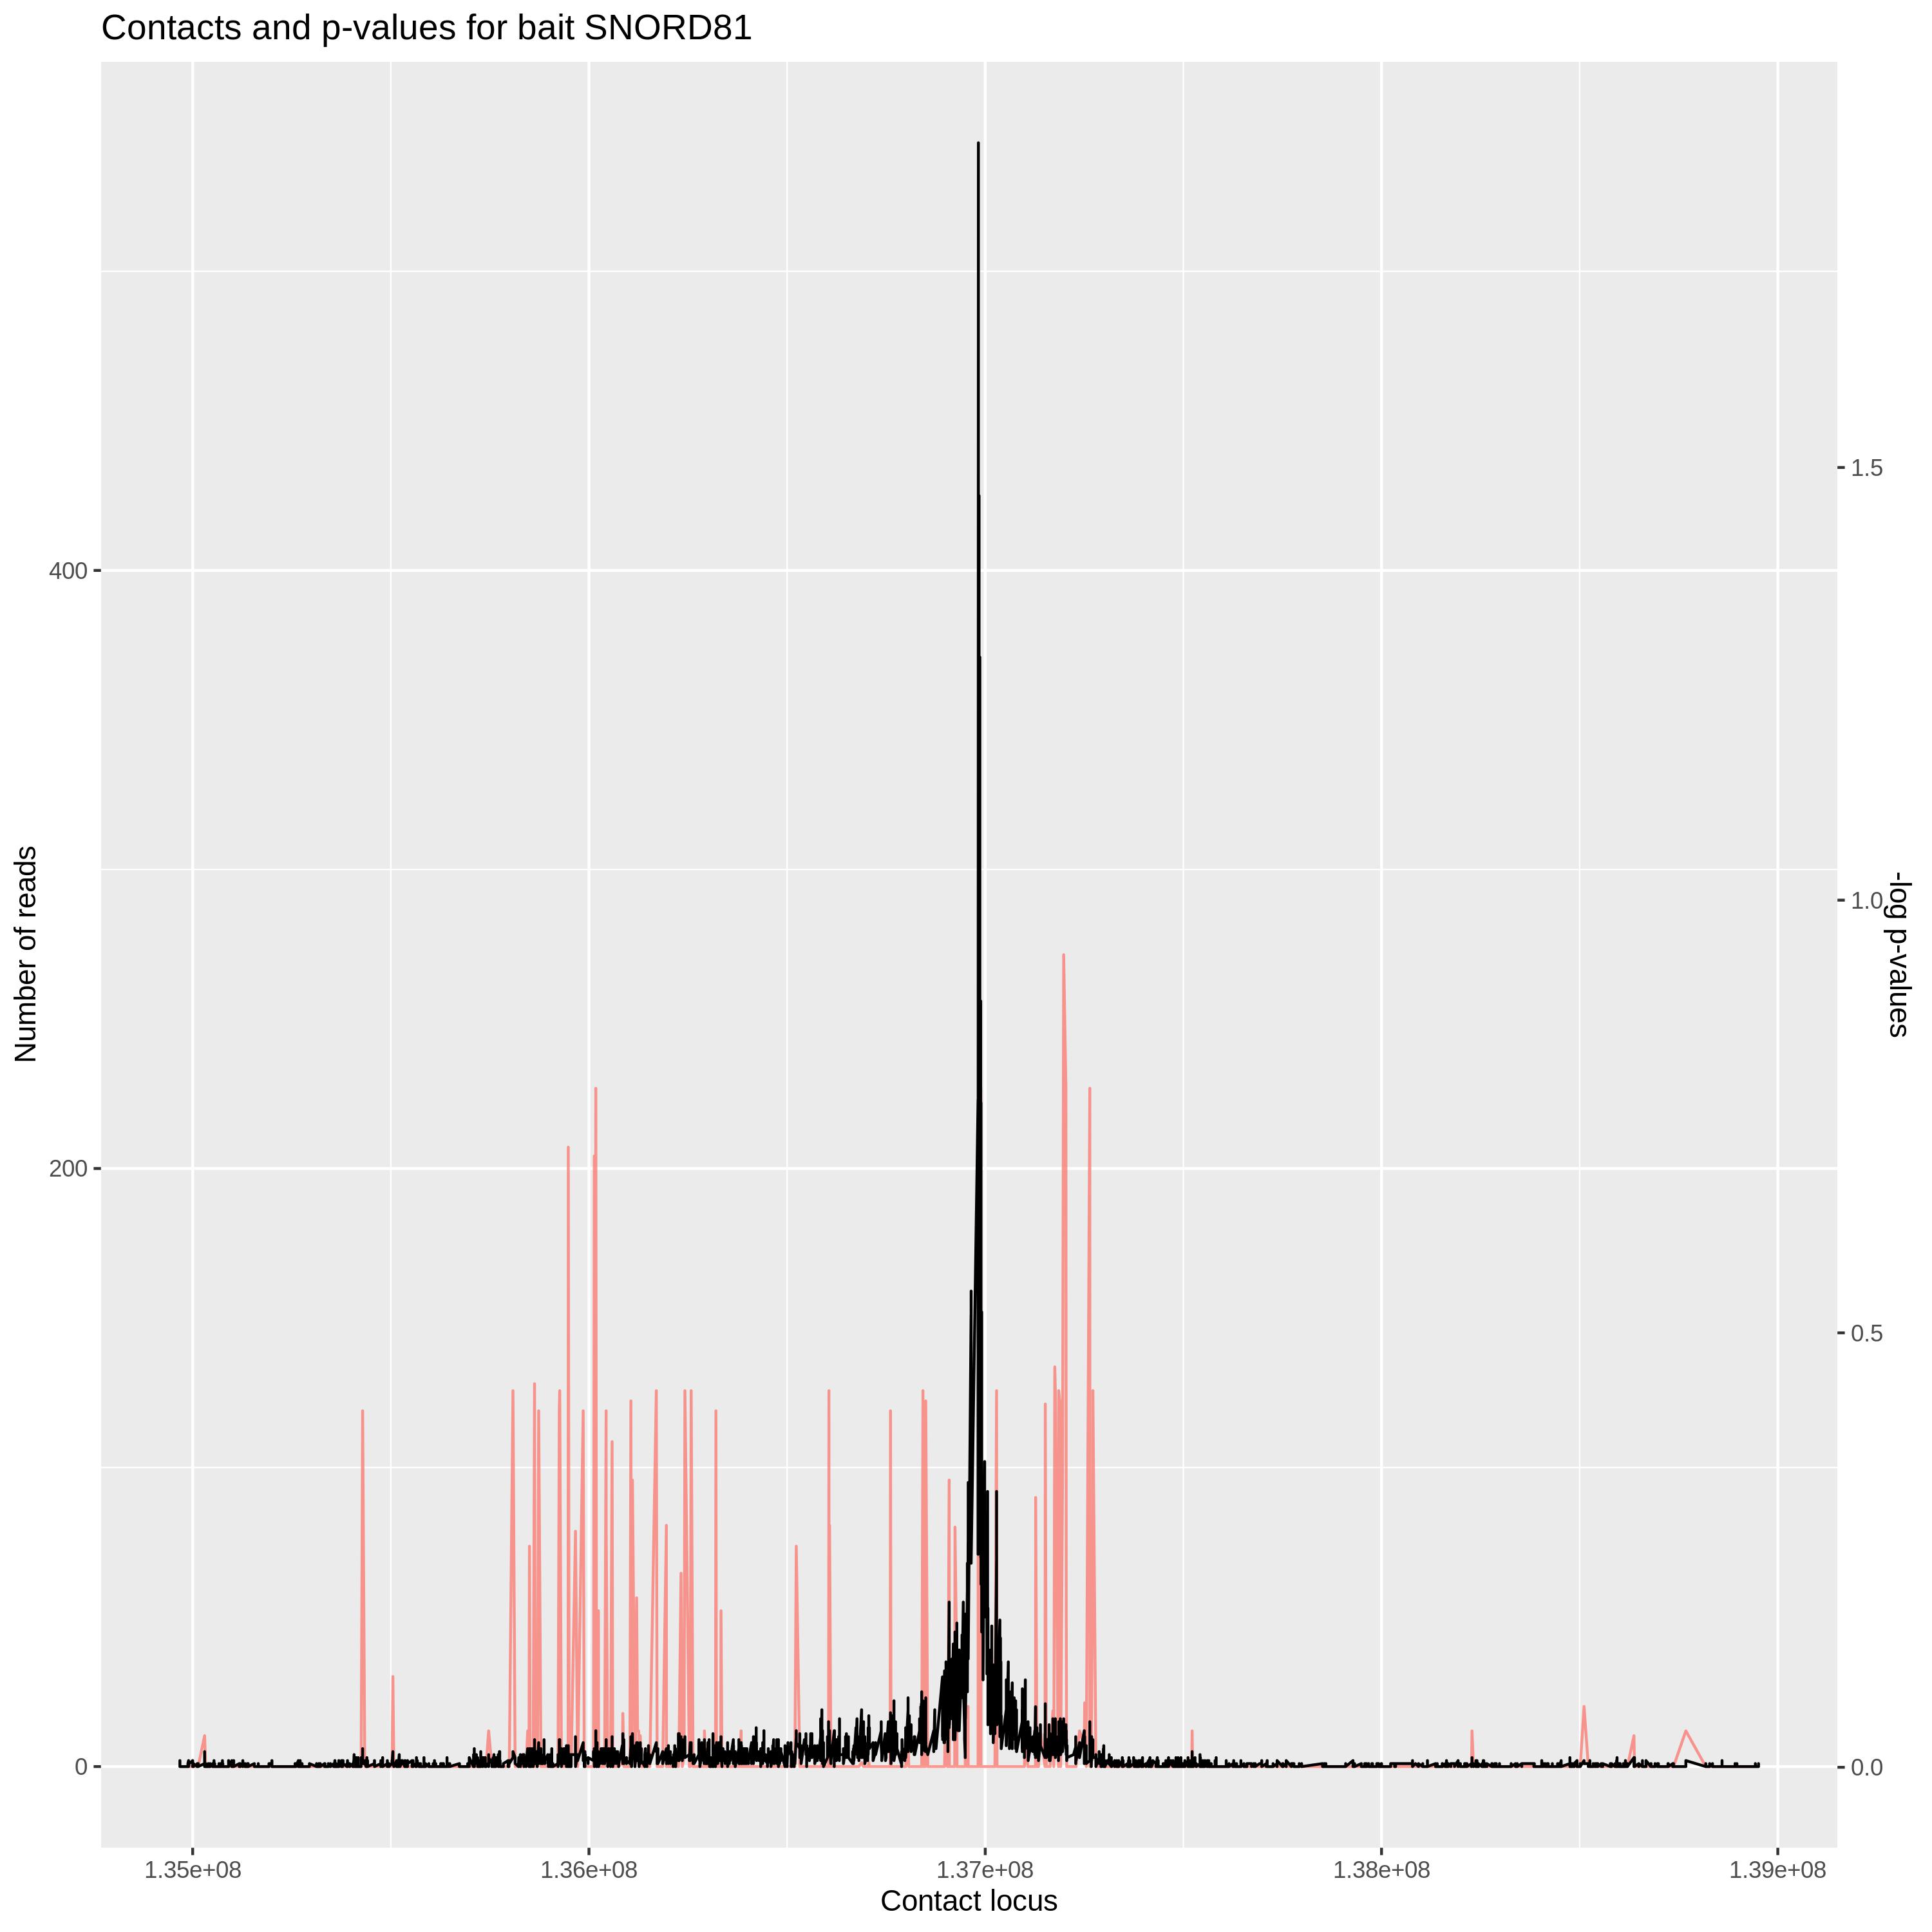 Contacts and p-values for bait SNORD81
Number of reads
400
200
0
1.5
1.0
0.5
0.0
-log p-values
1.35e+08 1.36e+08 1.37e+08 1.38e+08 1.39e+08
Contact locus